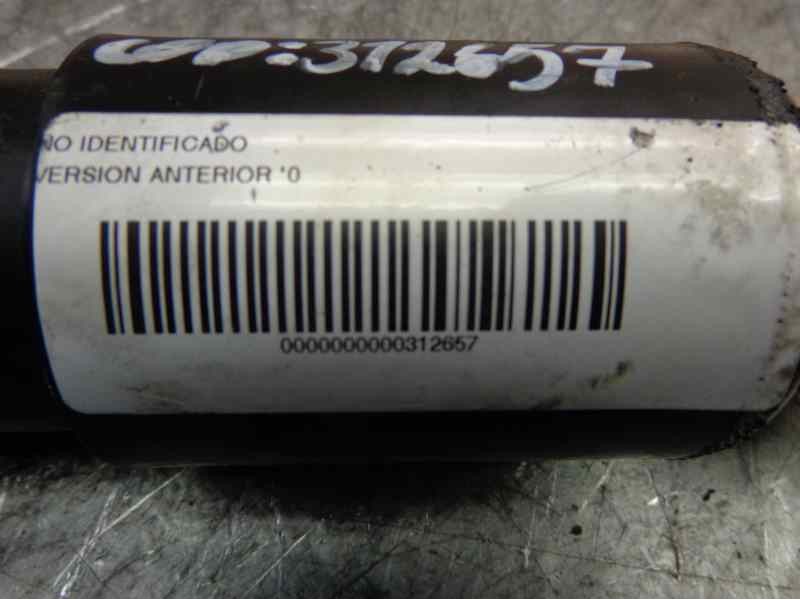 COD:312657
NO IDENTIFICADO
VERSION ANTERIOR '0
0000000000312657